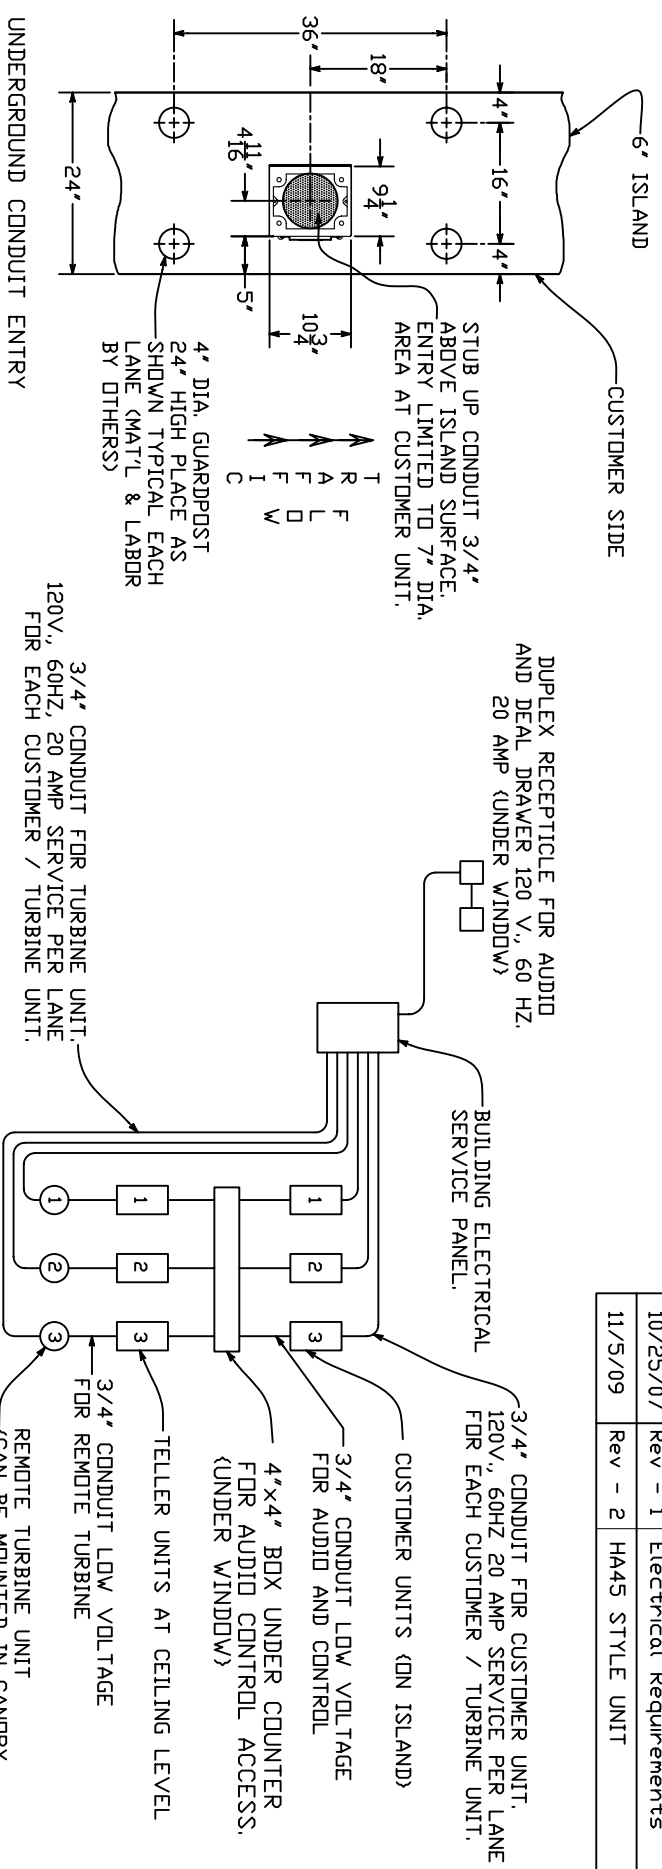 10/25/07 Rev - 1 Electrical Requirements
11/5/09 Rev - 2 HA45 STYLE UNIT
6" ISLAND
CUSTOMER SIDE
4"
16"
4"
36"
18"
9 1/4"
4 11/16"
5"
10 3/4"
24"
STUB UP CONDUIT 3/4"
ABOVE ISLAND SURFACE.
ENTRY LIMITED TO 7" DIA.
AREA AT CUSTOMER UNIT.
TRAFFIC
FLOW
4" DIA. GUARDPOST
24" HIGH PLACE AS
SHOWN TYPICAL EACH
LANE (MAT'L & LABOR
BY OTHERS)
UNDERGROUND CONDUIT ENTRY
DUPLEX RECEPTICLE FOR AUDIO
AND DEAL DRAWER 120 V., 60 HZ.
20 AMP (UNDER WINDOW)
BUILDING ELECTRICAL
SERVICE PANEL.
3/4" CONDUIT FOR TURBINE UNIT.
120V., 60HZ, 20 AMP SERVICE PER LANE
FOR EACH CUSTOMER / TURBINE UNIT.
1
2
3
1
2
3
1
2
3
3/4" CONDUIT FOR CUSTOMER UNIT.
120V., 60HZ 20 AMP SERVICE PER LANE
FOR EACH CUSTOMER / TURBINE UNIT.
CUSTOMER UNITS (ON ISLAND)
3/4" CONDUIT LOW VOLTAGE
FOR AUDIO AND CONTROL
4"x4" BOX UNDER COUNTER
FOR AUDIO CONTROL ACCESS.
(UNDER WINDOW)
TELLER UNITS AT CEILING LEVEL
3/4" CONDUIT LOW VOLTAGE
FOR REMOTE TURBINE
REMOTE TURBINE UNIT
(CAN BE MOUNTED IN CANOPY